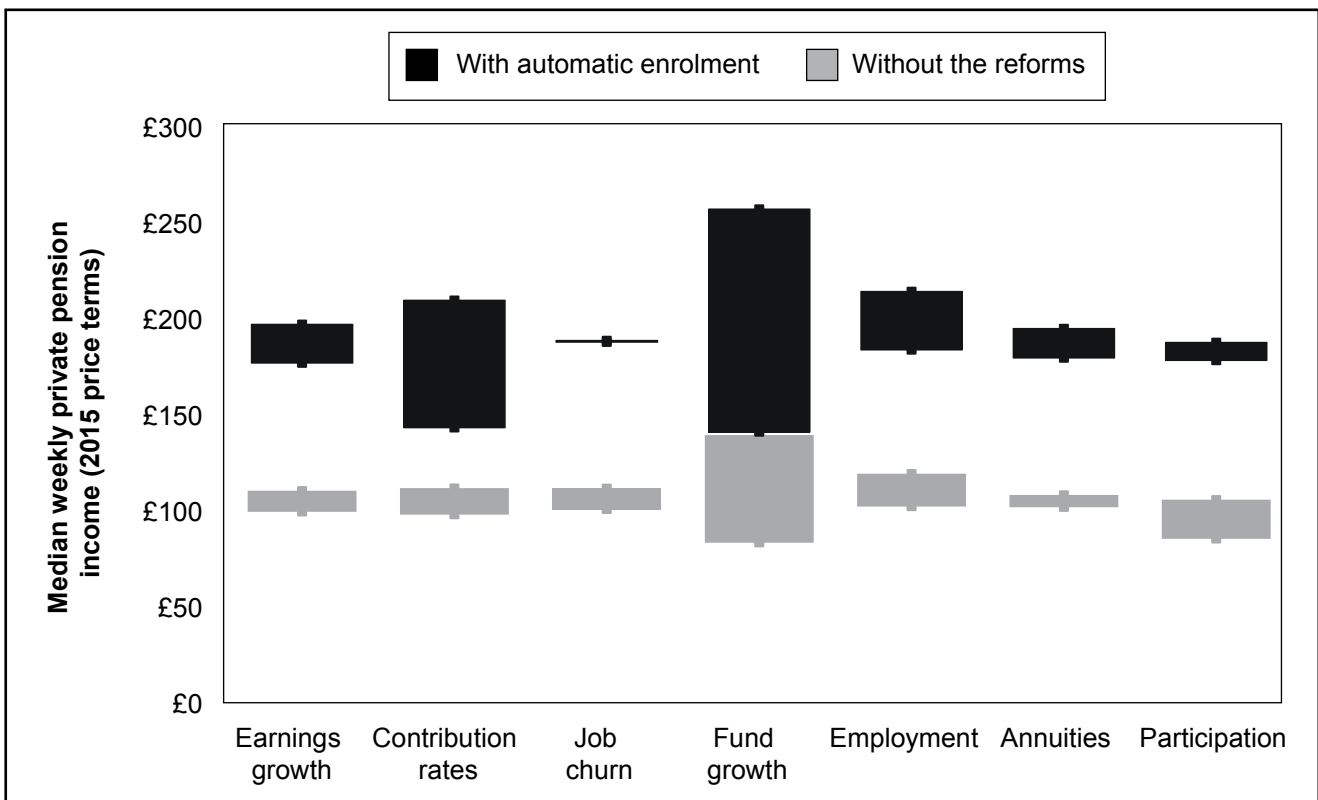 With automatic enrolment
Without the reforms
Median weekly private pension
income (2015 price terms)
£300
£250
£200
£150
£100
£50
£0
Earnings
growth
Contribution
rates
Job
churn
Fund
growth
Employment
Annuities
Participation